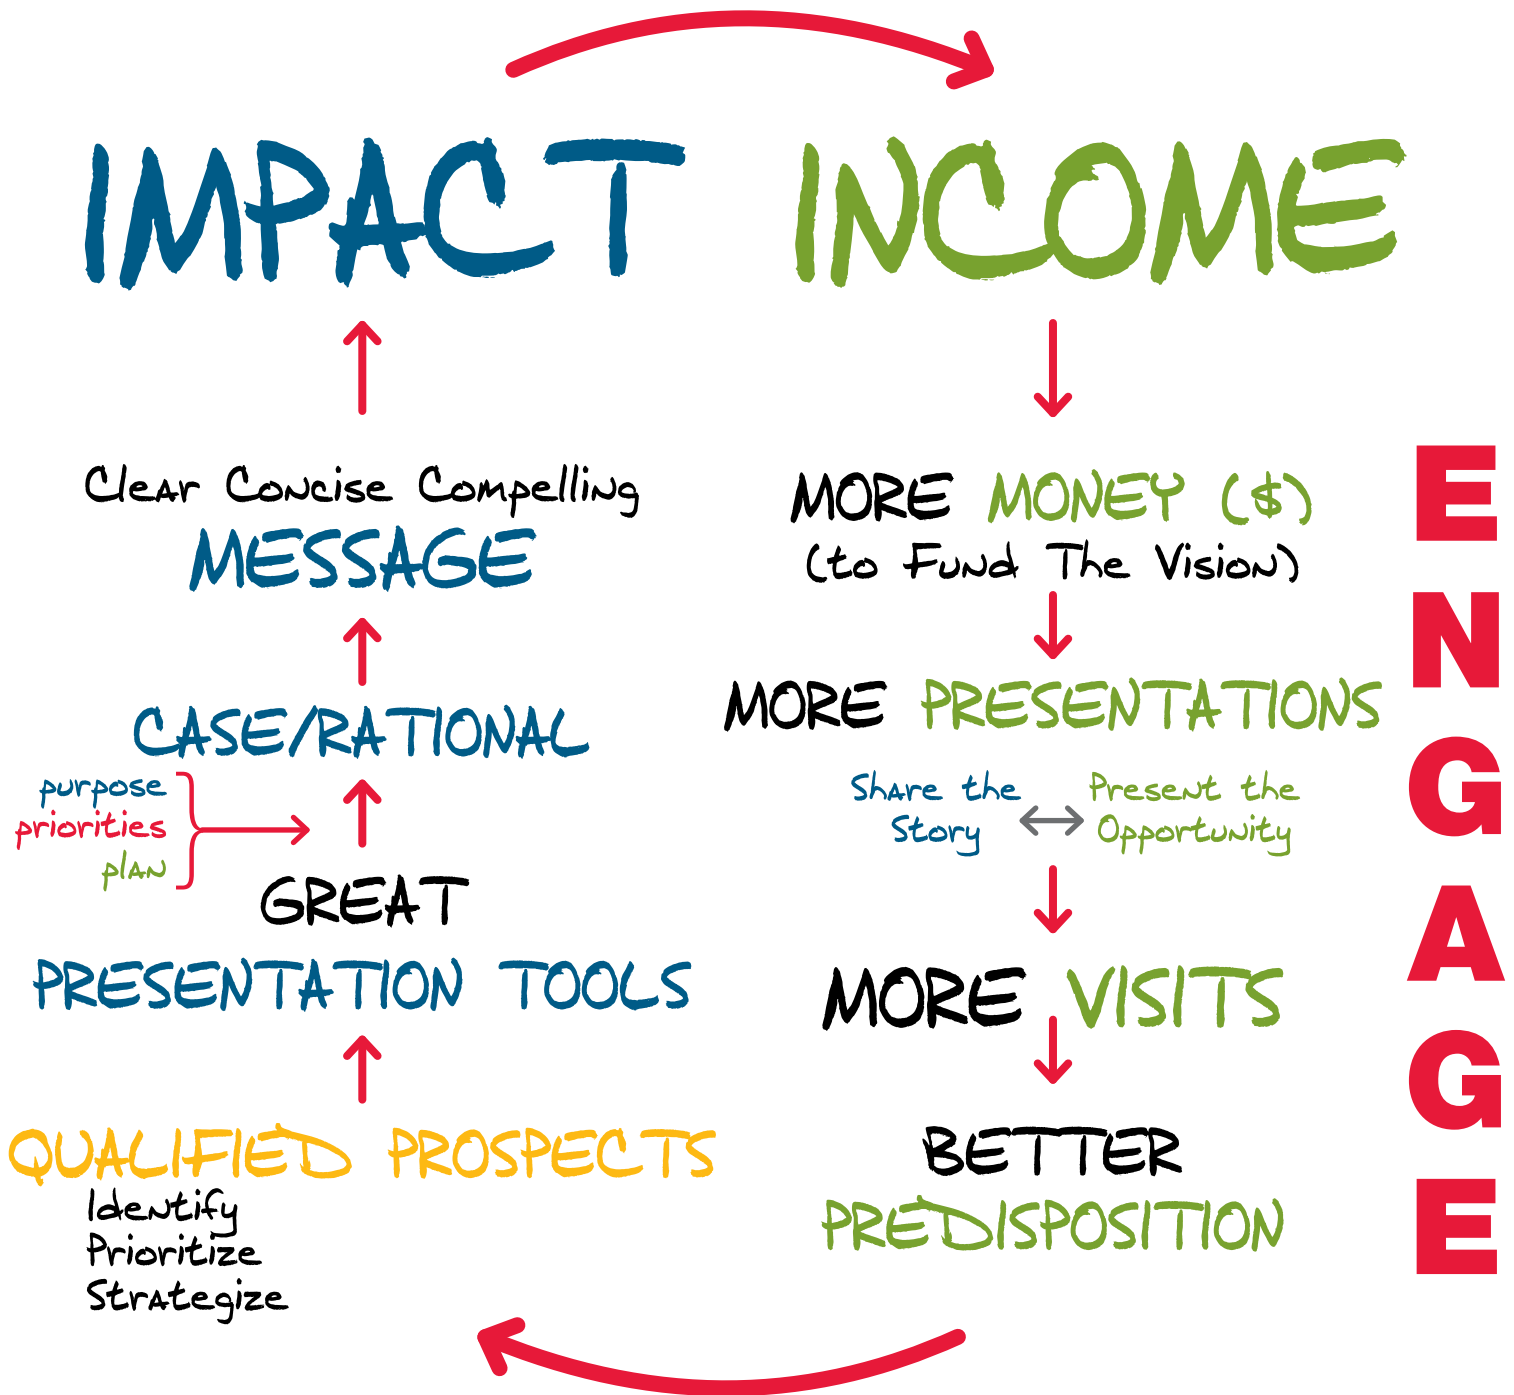 IMPACT
Clear Concise Compelling
MESSAGE
CASE/RATIONAL
purpose
priorities
plan
GREAT
PRESENTATION TOOLS
QUALIFIED PROSPECTS
Identify
Prioritize
Strategize
INCOME
MORE MONEY ($)
(to Fund The Vision)
MORE PRESENTATIONS
Share the
Story
Present the
Opportunity
MORE VISITS
BETTER
PREDISPOSITION
ENGAGE